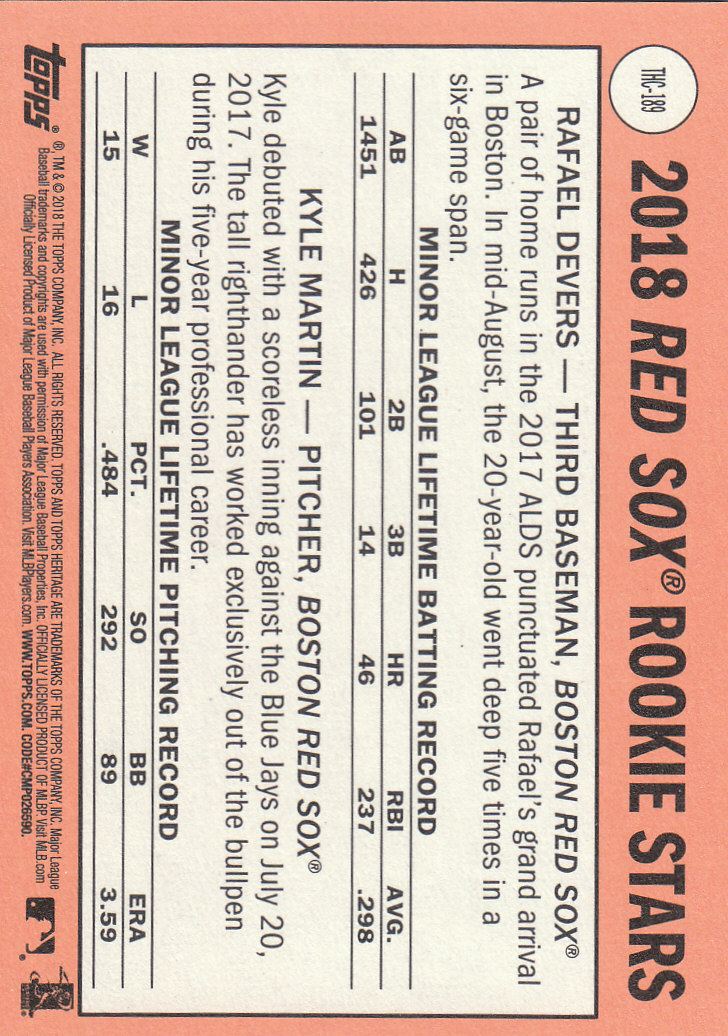 THC-189
2018 RED SOX® ROOKIE STARS
RAFAEL DEVERS — THIRD BASEMAN, BOSTON RED SOX®
A pair of home runs in the 2017 ALDS punctuated Rafael's grand arrival
in Boston. In mid-August, the 20-year-old went deep five times in a
six-game span.
MINOR LEAGUE LIFETIME BATTING RECORD
AB H 2B 3B HR RBI AVG.
1451 426 101 14 46 237 .298
KYLE MARTIN — PITCHER, BOSTON RED SOX®
Kyle debuted with a scoreless inning against the Blue Jays on July 20,
2017. The tall righthander has worked exclusively out of the bullpen
during his five-year professional career.
MINOR LEAGUE LIFETIME PITCHING RECORD
W L PCT. SO BB ERA
15 16 .484 292 89 3.59
topps®
®, TM & © 2018 THE TOPPS COMPANY, INC. ALL RIGHTS RESERVED. TOPPS AND TOPPS HERITAGE ARE TRADEMARKS OF THE TOPPS COMPANY, INC. Major League
Baseball trademarks and copyrights are used with permission of Major League Baseball Properties, Inc. OFFICIALLY LICENSED PRODUCT OF MLBP. Visit MLB.com
Officially Licensed Product of Major League Baseball Players Association. Visit MLBPlayers.com. WWW.TOPPS.COM. CODE#CMP026590.